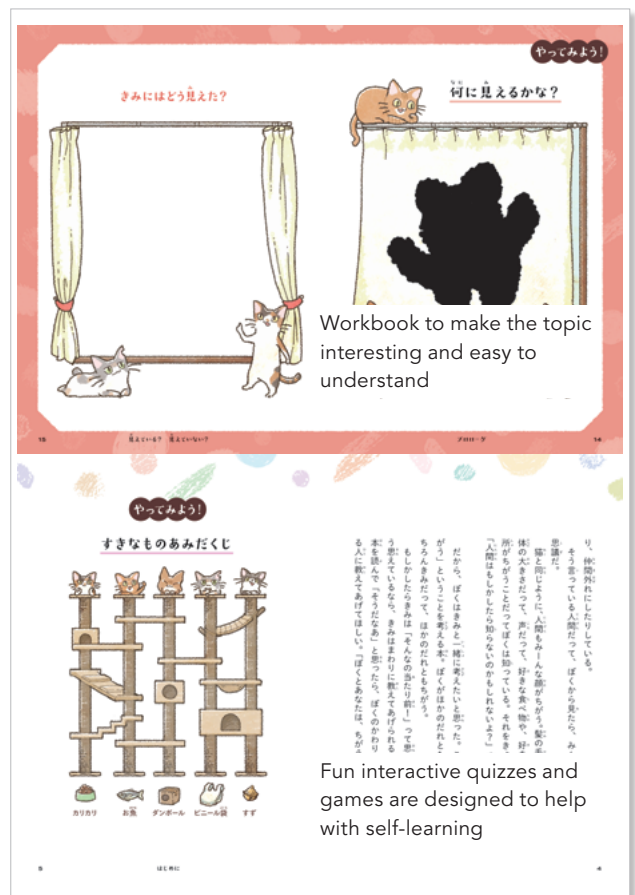 やってみよう!
何に見えるかな?
きみにはどう見えた?
Workbook to make the topic
interesting and easy to
understand
15
見えている? 見えていない?
プロローグ
14
り、仲間外れにしたりしている。
そう言っている人間だって、ぼくから見たら、み
思議だ。
猫と同じように、人間もみーんな顔がちがう。髪の毛
体の大きさだって、声だって、好きな食べ物や、好
所がちがうことだってぼくは知っている。それをき
「人間はもしかしたら知らないのかもしれないよ?」
だから、ぼくはきみと一緒に考えたいと思った。
がう」ということを考える本。ぼくがほかのだれと
ちろんきみだって、ほかのだれともちがう。
もしかしたらきみは「そんなの当たり前!」って思
う思えているなら、きみはまわりに教えてあげられる
本を読んで「そうだなあ」と思ったら、ぼくのかわり
る人に教えてあげてほしい。「ぼくとあなたは、ちが
やってみよう!
すきなものあみだくじ
カリカリ
お魚
ダンボール
ビニール袋
すず
Fun interactive quizzes and
games are designed to help
with self-learning
5
はじめに
4